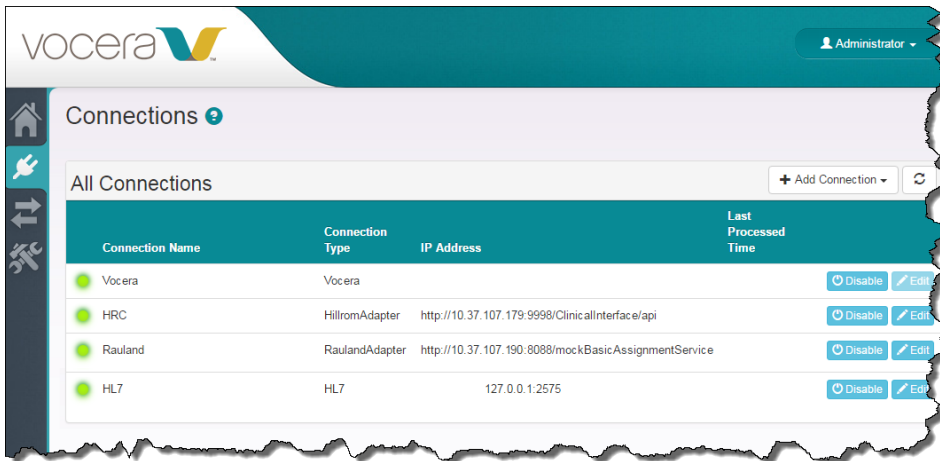 vocera TM
Administrator
Connections ?
All Connections
Add Connection
Connection Name
Connection
Type
IP Address
Last
Processed
Time
Vocera Vocera Disable Edit
HRC HillromAdapter http://10.37.107.179:9998/ClinicalInterface/api Disable Edit
Rauland RaulandAdapter http://10.37.107.190:8088/mockBasicAssignmentService Disable Edit
HL7 HL7 127.0.0.1:2575 Disable Edit